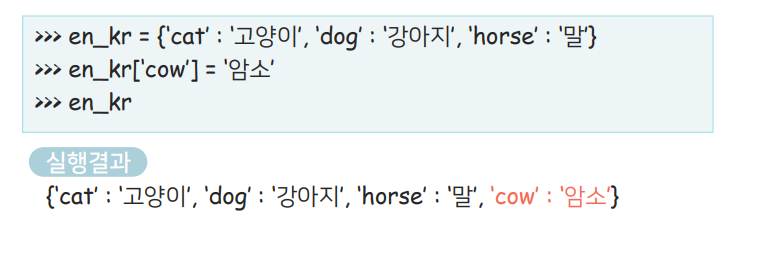 >>> en_kr = {‘cat’ : ‘고양이’, ‘dog’ : ‘강아지’, ‘horse’ : ‘말’}
>>> en_kr[‘cow’] = ‘암소’
>>> en_kr
실행결과
{‘cat’ : ‘고양이’, ‘dog’ : ‘강아지’, ‘horse’ : ‘말’, ‘cow’ : ‘암소’}